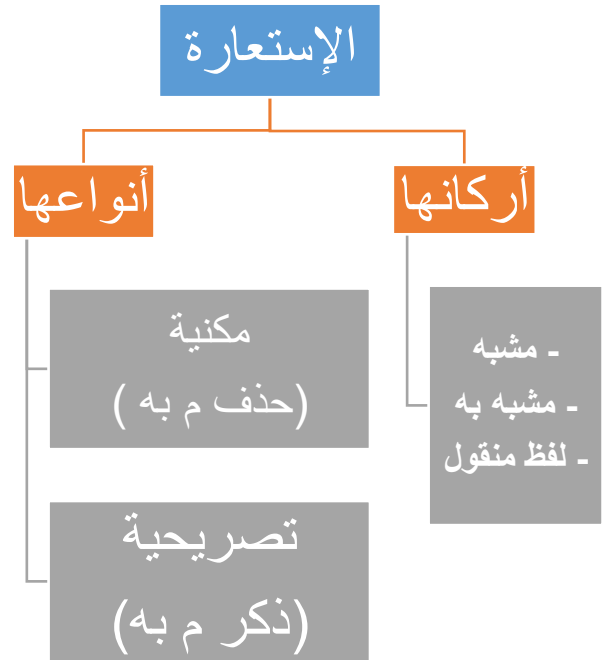 الإستعارة
أركانها
- مشبه
- مشبه به
- لفظ منقول
أنواعها
مكنية
(حذف م به )
تصريحية
(ذكر م به)